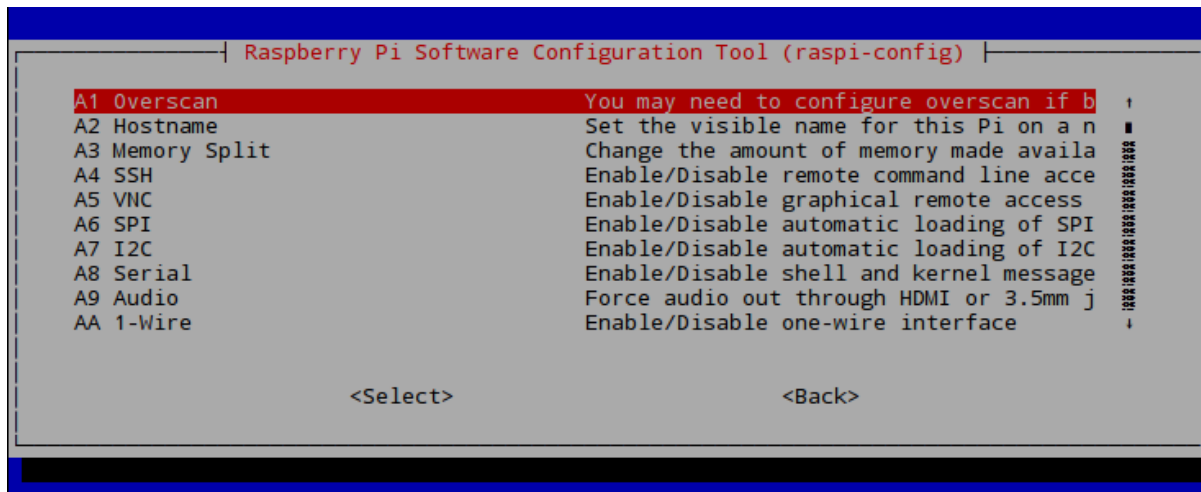 Raspberry Pi Software Configuration Tool (raspi-config)
A1 Overscan You may need to configure overscan if b
A2 Hostname Set the visible name for this Pi on a n
A3 Memory Split Change the amount of memory made availa
A4 SSH Enable/Disable remote command line acce
A5 VNC Enable/Disable graphical remote access
A6 SPI Enable/Disable automatic loading of SPI
A7 I2C Enable/Disable automatic loading of I2C
A8 Serial Enable/Disable shell and kernel message
A9 Audio Force audio out through HDMI or 3.5mm j
AA 1-Wire Enable/Disable one-wire interface
<Select> <Back>